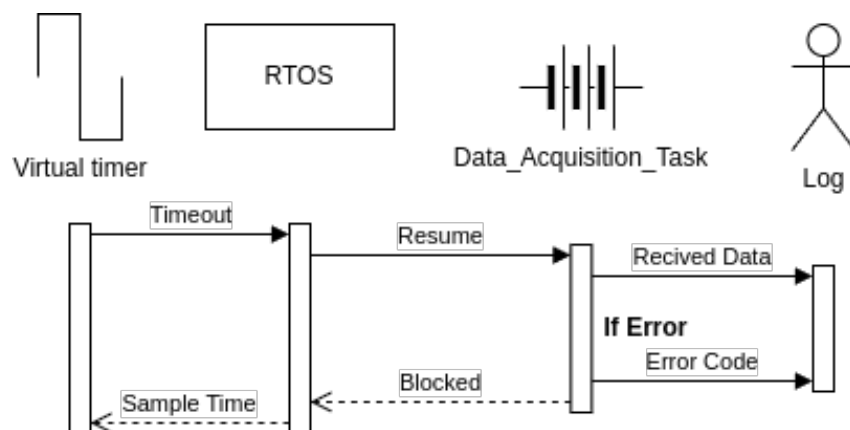 RTOS
Virtual timer
Data_Acquisition_Task
Log
Timeout
Resume
Recived Data
If Error
Error Code
Blocked
Sample Time